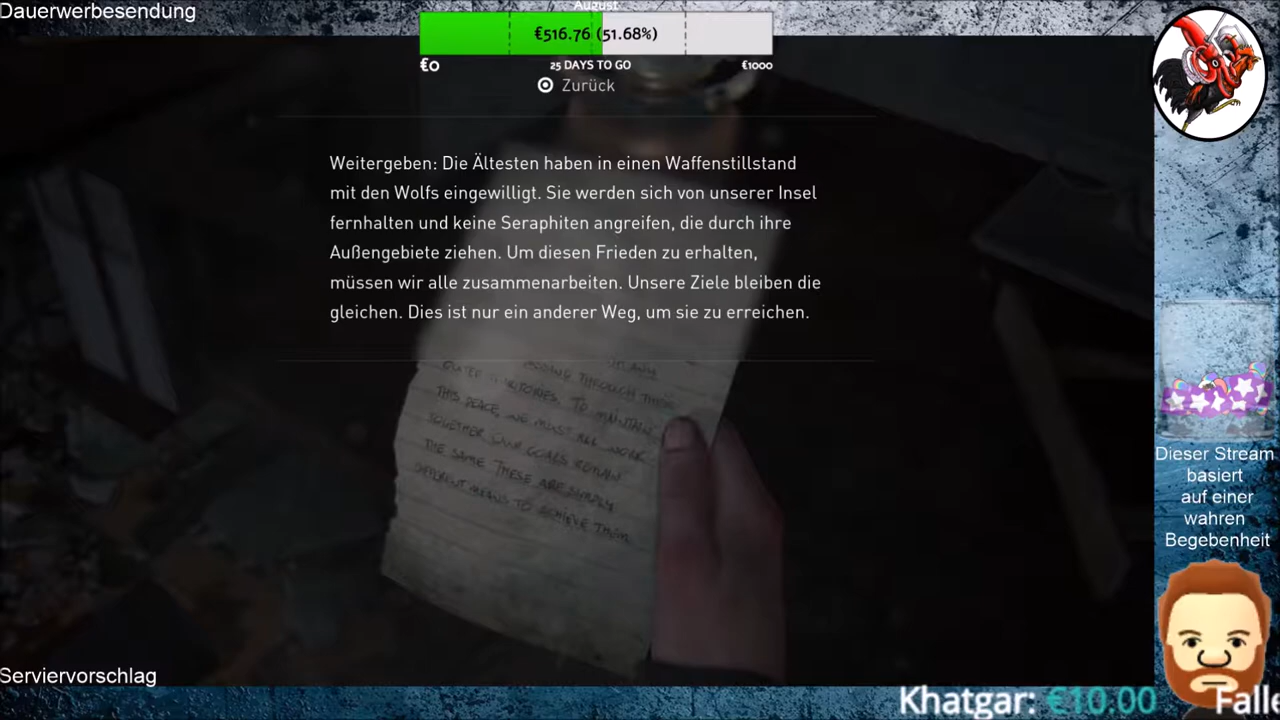 Dauerwerbesendung
August
€516.76 (51.68%)
€0
25 DAYS TO GO
€1000
Zurück
Weitergeben: Die Ältesten haben in einen Waffenstillstand
mit den Wolfs eingewilligt. Sie werden sich von unserer Insel
fernhalten und keine Seraphiten angreifen, die durch ihre
Außengebiete ziehen. Um diesen Frieden zu erhalten,
müssen wir alle zusammenarbeiten. Unsere Ziele bleiben die
gleichen. Dies ist nur ein anderer Weg, um sie zu erreichen.
THROUGH THEIR
TO MAINTAIN
THIS PEACE, WE MUST ALL WORK
TOGETHER. OUR GOALS REMAIN
THE SAME. THESE ARE SIMPLY
DIFFERENT MEANS TO ACHIEVE THEM.
Dieser Stream
basiert
auf einer
wahren
Begebenheit
Serviervorschlag
Khatgar: €10.00